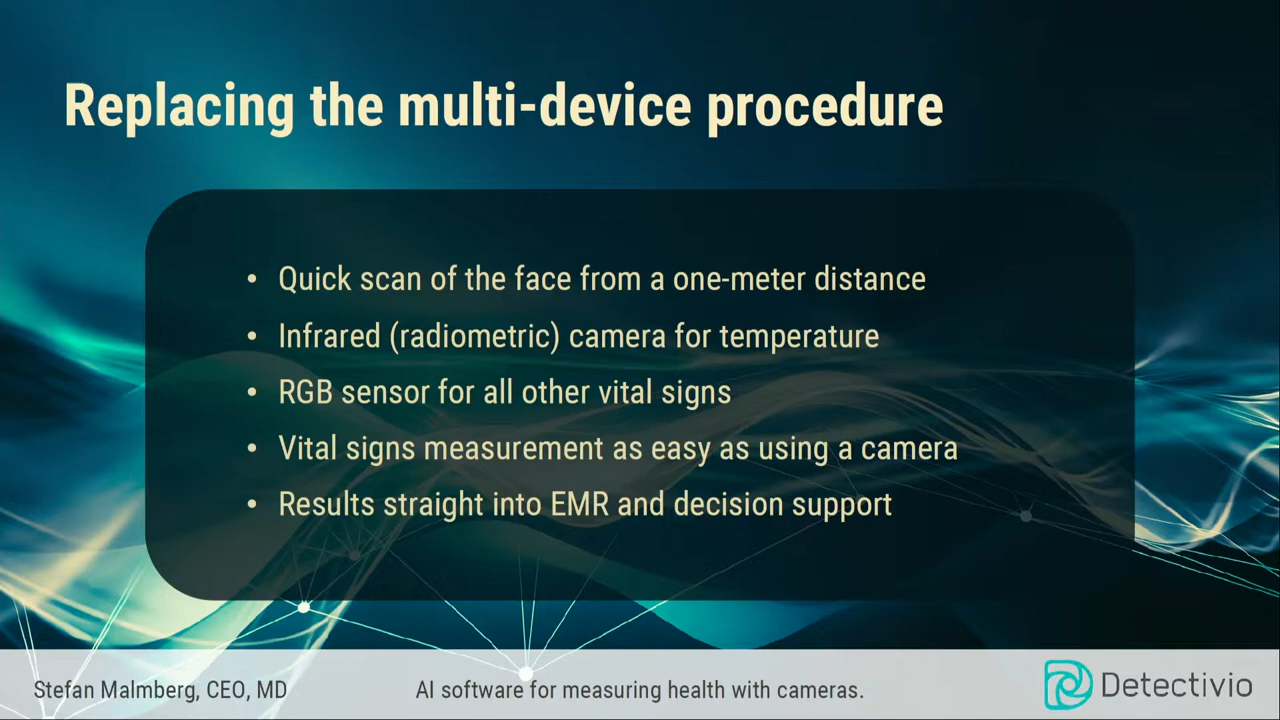 Replacing the multi-device procedure
• Quick scan of the face from a one-meter distance
• Infrared (radiometric) camera for temperature
• RGB sensor for all other vital signs
• Vital signs measurement as easy as using a camera
• Results straight into EMR and decision support
Stefan Malmberg, CEO, MD
AI software for measuring health with cameras.
Detectivio